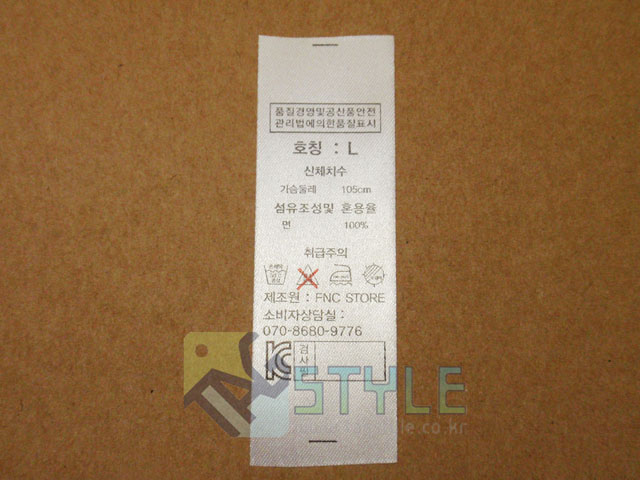 품질경영및공산품안전
관리법에의한품질표시
호칭 : L
신체치수
가슴둘레 105cm
섬유조성및 혼용율
면 100%
취급주의
제조원 : FNC STORE
소비자상담실 :
070-8680-9776
검사필
STYLE
.co.kr